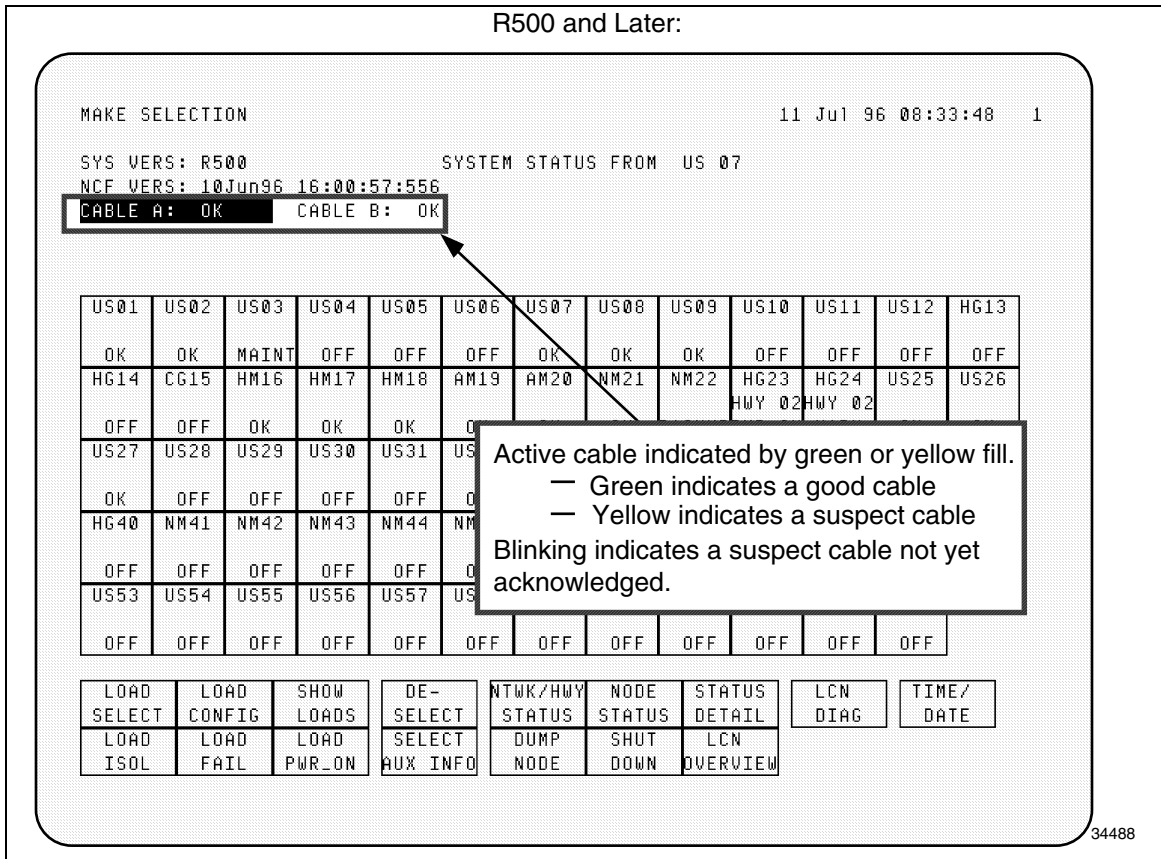 R500 and Later:
MAKE SELECTION 11 Jul 96 08:33:48 1
SYS VERS: R500 SYSTEM STATUS FROM US 07
NCF VERS: 10Jun96 16:00:57:556
CABLE A: OK CABLE B: OK
US01 US02 US03 US04 US05 US06 US07 US08 US09 US10 US11 US12 HG13
OK OK MAINT OFF OFF OFF OK OK OK OFF OFF OFF OFF
HG14 CG15 HM16 HM17 HM18 AM19 AM20 NM21 NM22 HG23 HG24 US25 US26
HWY 02 HWY 02
OFF OFF OK OK OK
US27 US28 US29 US30 US31 US
OK OFF OFF OFF OFF
HG40 NM41 NM42 NM43 NM44 NM
OFF OFF OFF OFF OFF
US53 US54 US55 US56 US57 US
OFF OFF OFF OFF OFF OFF OFF OFF OFF OFF OFF OFF
Active cable indicated by green or yellow fill.
— Green indicates a good cable
— Yellow indicates a suspect cable
Blinking indicates a suspect cable not yet
acknowledged.
LOAD LOAD SHOW DE- NTWK/HWY NODE STATUS LCN TIME/
SELECT CONFIG LOADS SELECT STATUS STATUS DETAIL DIAG DATE
LOAD LOAD LOAD SELECT DUMP SHUT LCN
ISOL FAIL PWR_ON AUX INFO NODE DOWN OVERVIEW
34488